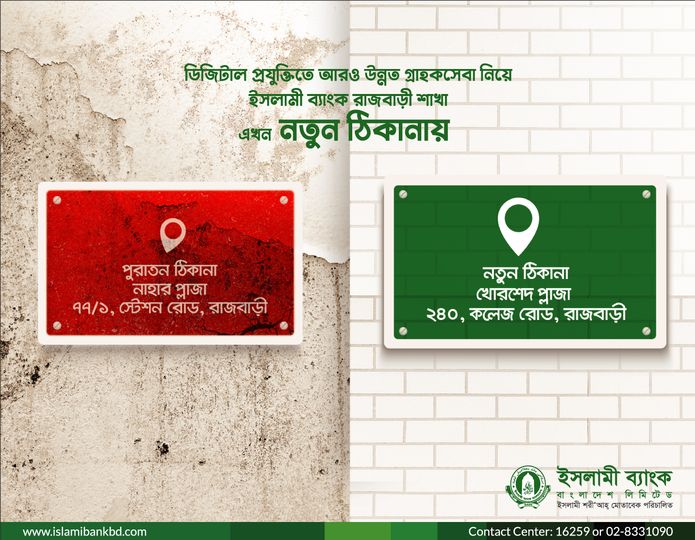 ডিজিটাল প্রযুক্তিতে আরও উন্নত গ্রাহকসেবা নিয়ে
ইসলামী ব্যাংক রাজবাড়ী শাখা
এখন নতুন ঠিকানায়
পুরাতন ঠিকানা
নাহার প্লাজা
৭৭/১, স্টেশন রোড, রাজবাড়ী
নতুন ঠিকানা
খোরশেদ প্লাজা
২৪০, কলেজ রোড, রাজবাড়ী
ইসলামী ব্যাংক
বাংলাদেশ লিমিটেড
ইসলামী শরী'আহ্ মোতাবেক পরিচালিত
www.islamibankbd.com
Contact Center: 16259 or 02-8331090